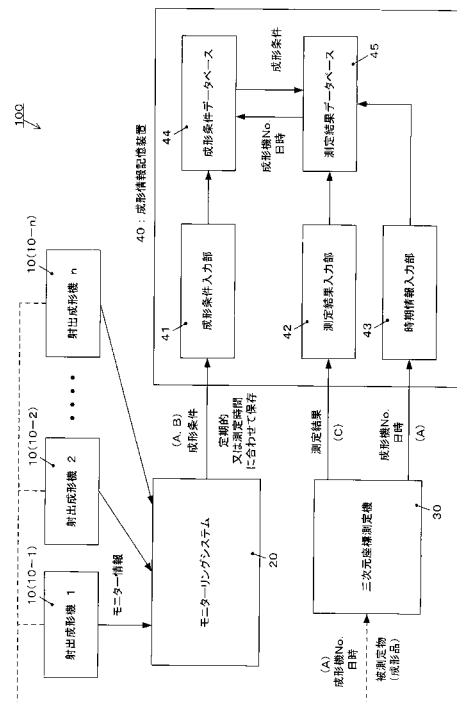 100
10(10-1)
射出成形機 1
10(10-2)
射出成形機 2
・・・・
10(10-n)
射出成形機 n
モニター情報
モニターリングシステム
20
(A, B)
成形条件
定期的
又は測定時間
に合わせて保存
(A)
成形機No.
日時
被測定物
(成形品)
三次元座標測定機
30
測定結果
(C)
成形機No.
日時
(A)
40 : 成形情報記憶装置
41
成形条件入力部
42
測定結果入力部
43
時期情報入力部
44
成形条件データベース
成形機No.
日時
成形条件
測定結果データベース
45